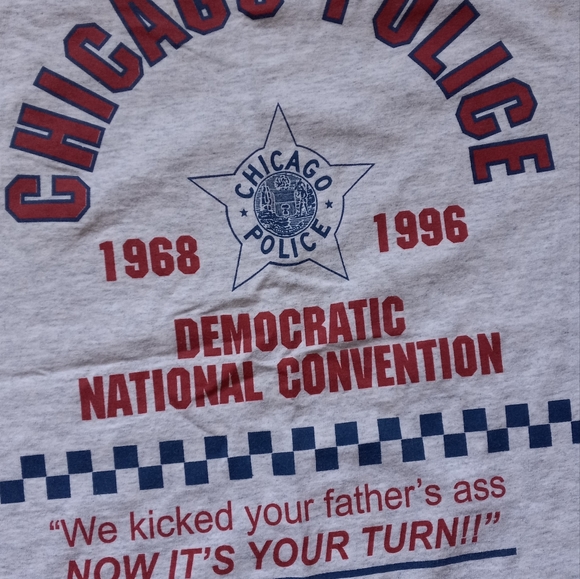 CHICAGO POLICE
CHICAGO
POLICE
1968
1996
DEMOCRATIC
NATIONAL CONVENTION
“We kicked your father’s ass
NOW IT’S YOUR TURN!!”